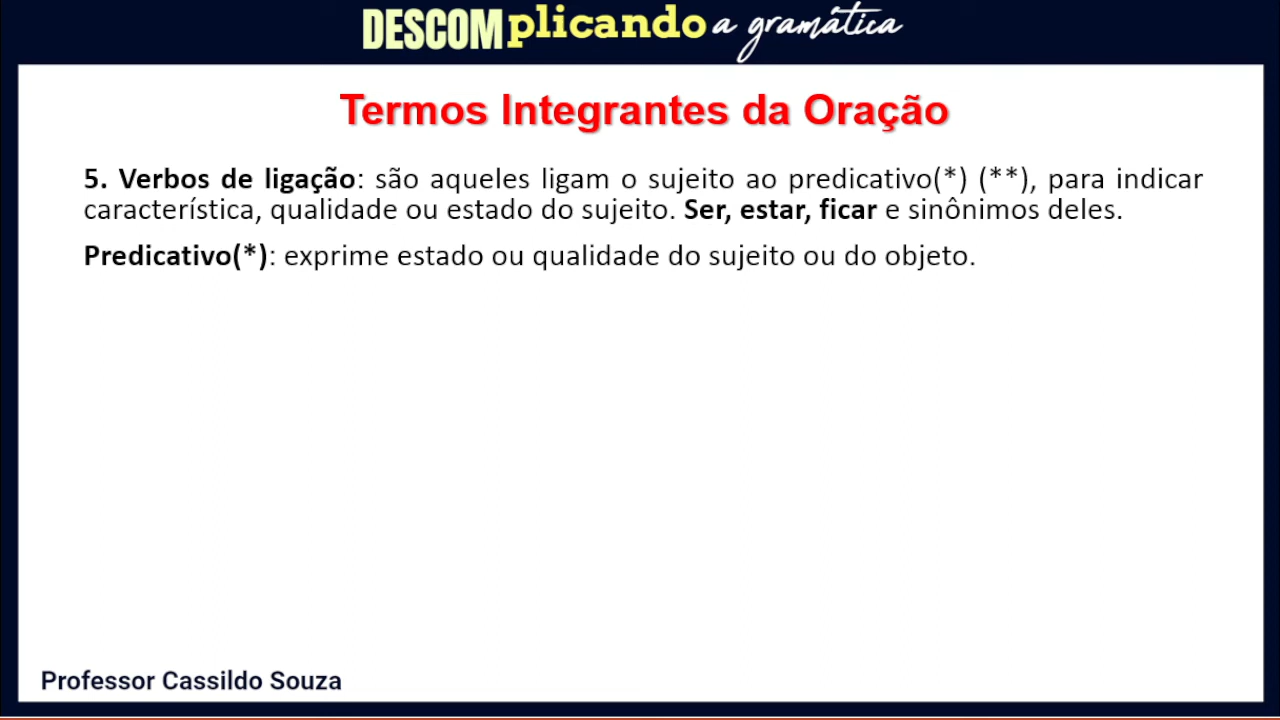 DESCOMplicando a gramática
Termos Integrantes da Oração
5. Verbos de ligação: são aqueles ligam o sujeito ao predicativo(*) (**), para indicar
característica, qualidade ou estado do sujeito. Ser, estar, ficar e sinônimos deles.
Predicativo(*): exprime estado ou qualidade do sujeito ou do objeto.
Professor Cassildo Souza